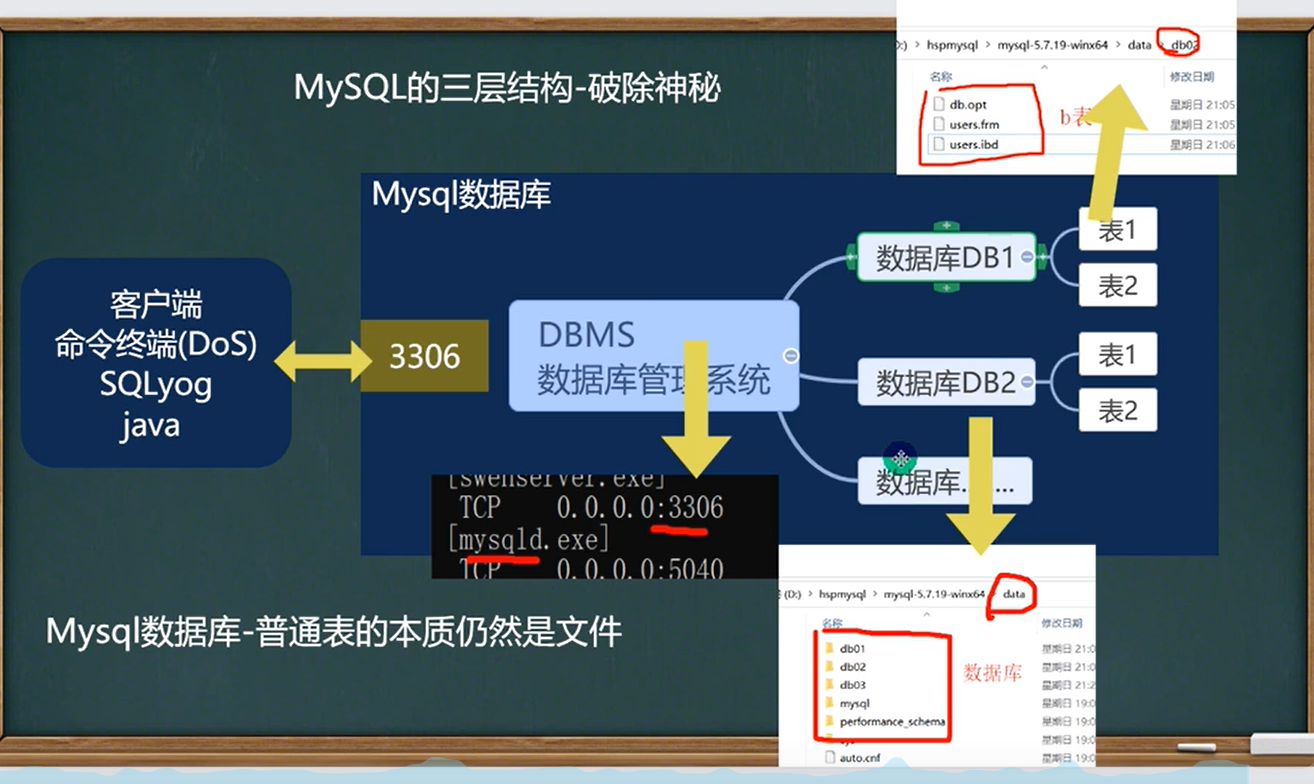 MySQL的三层结构-破除神秘
hspmysql > mysql-5.7.19-winx64 > data > db02
名称
修改日期
db.opt
星期日 21:05
users.frm
星期日 21:05
users.ibd
星期日 21:06
b表
Mysql数据库
客户端
命令终端(DoS)
SQLyog
java
3306
DBMS
数据库管理系统
数据库DB1
表1
表2
数据库DB2
表1
表2
数据库
[swenserver.exe]
TCP 0.0.0.0:3306
[mysqld.exe]
TCP 0.0.0.0:5040
Mysql数据库-普通表的本质仍然是文件
(D:) > hspmysql > mysql-5.7.19-winx64 > data
名称
修改日期
db01
星期日 21:0
db02
星期日 21:0
db03
星期日 21:2
mysql
星期日 19:0
performance_schema
星期日 19:0
星期日 19:0
auto.cnf
星期日 19:0
数据库